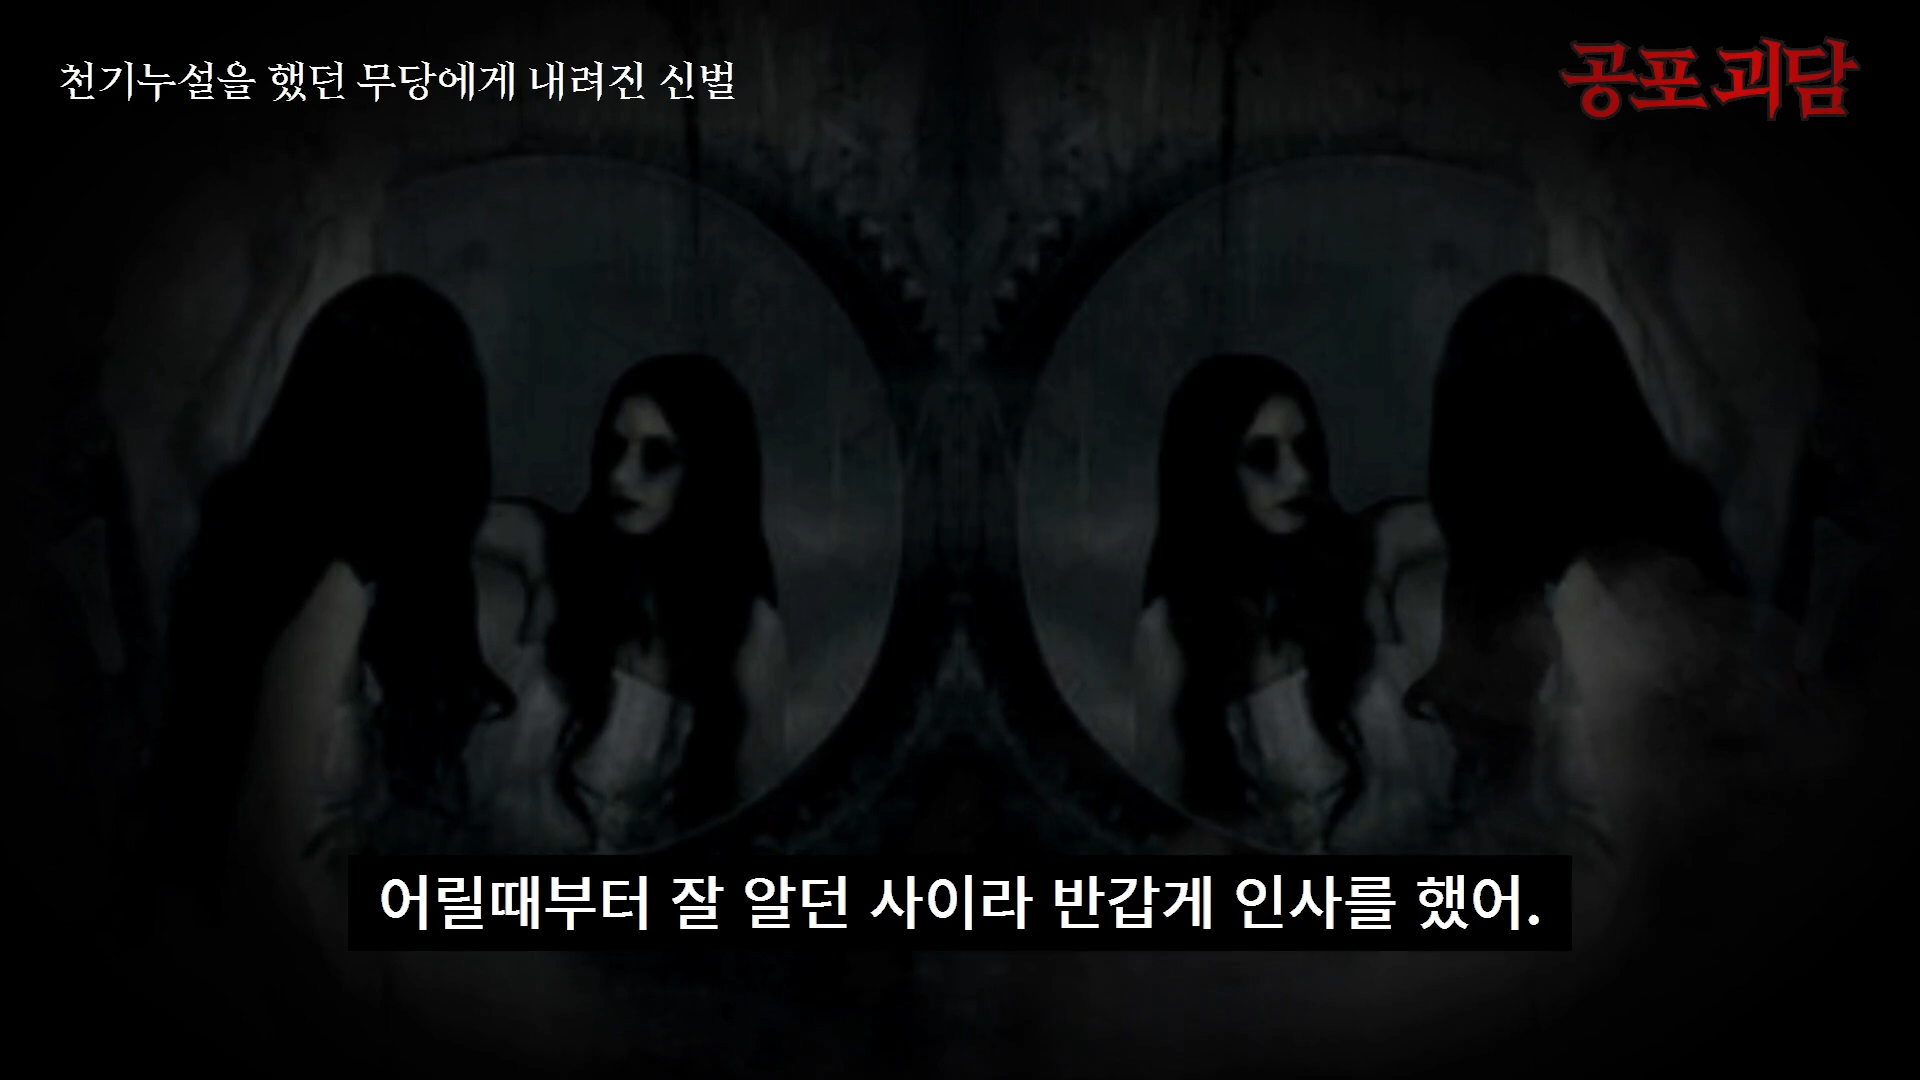 천기누설을 했던 무당에게 내려진 신벌
공포 괴담
어릴때부터 잘 알던 사이라 반갑게 인사를 했어.